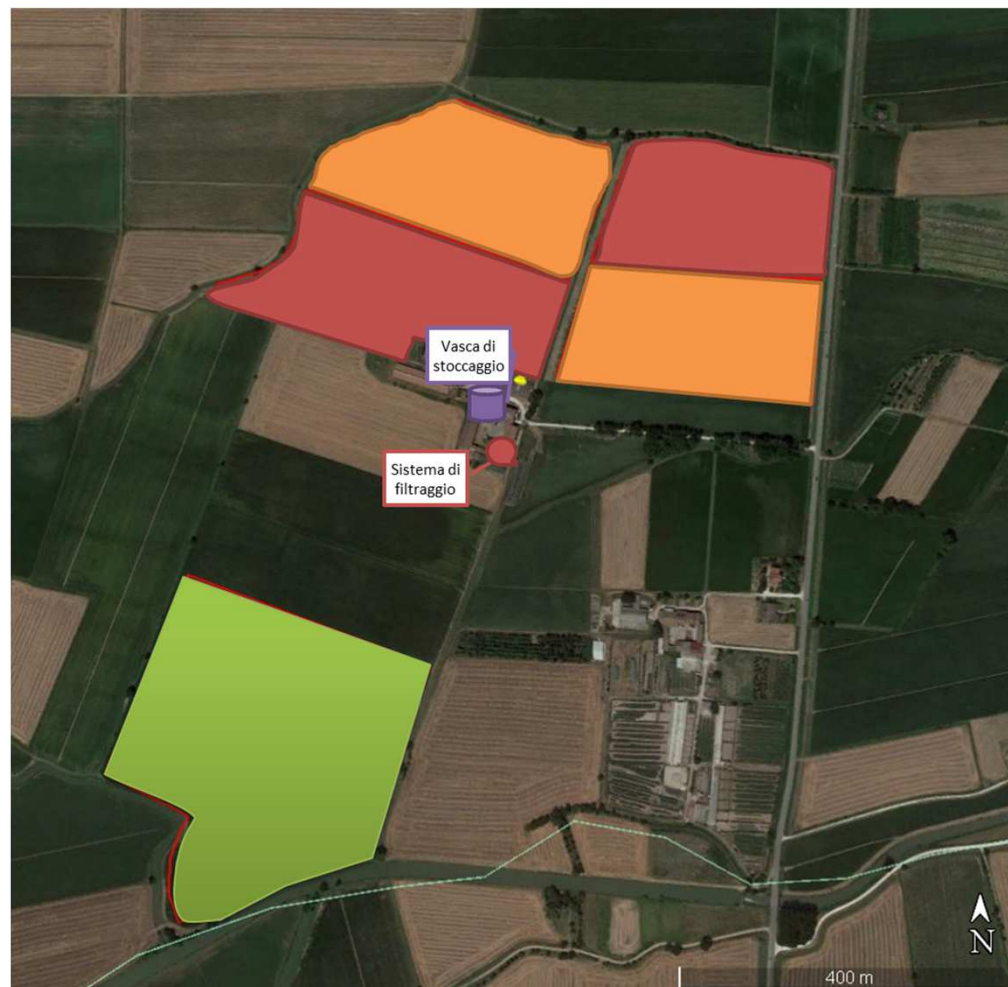 Vasca di
stoccaggio
Sistema di
filtraggio
N
400 m